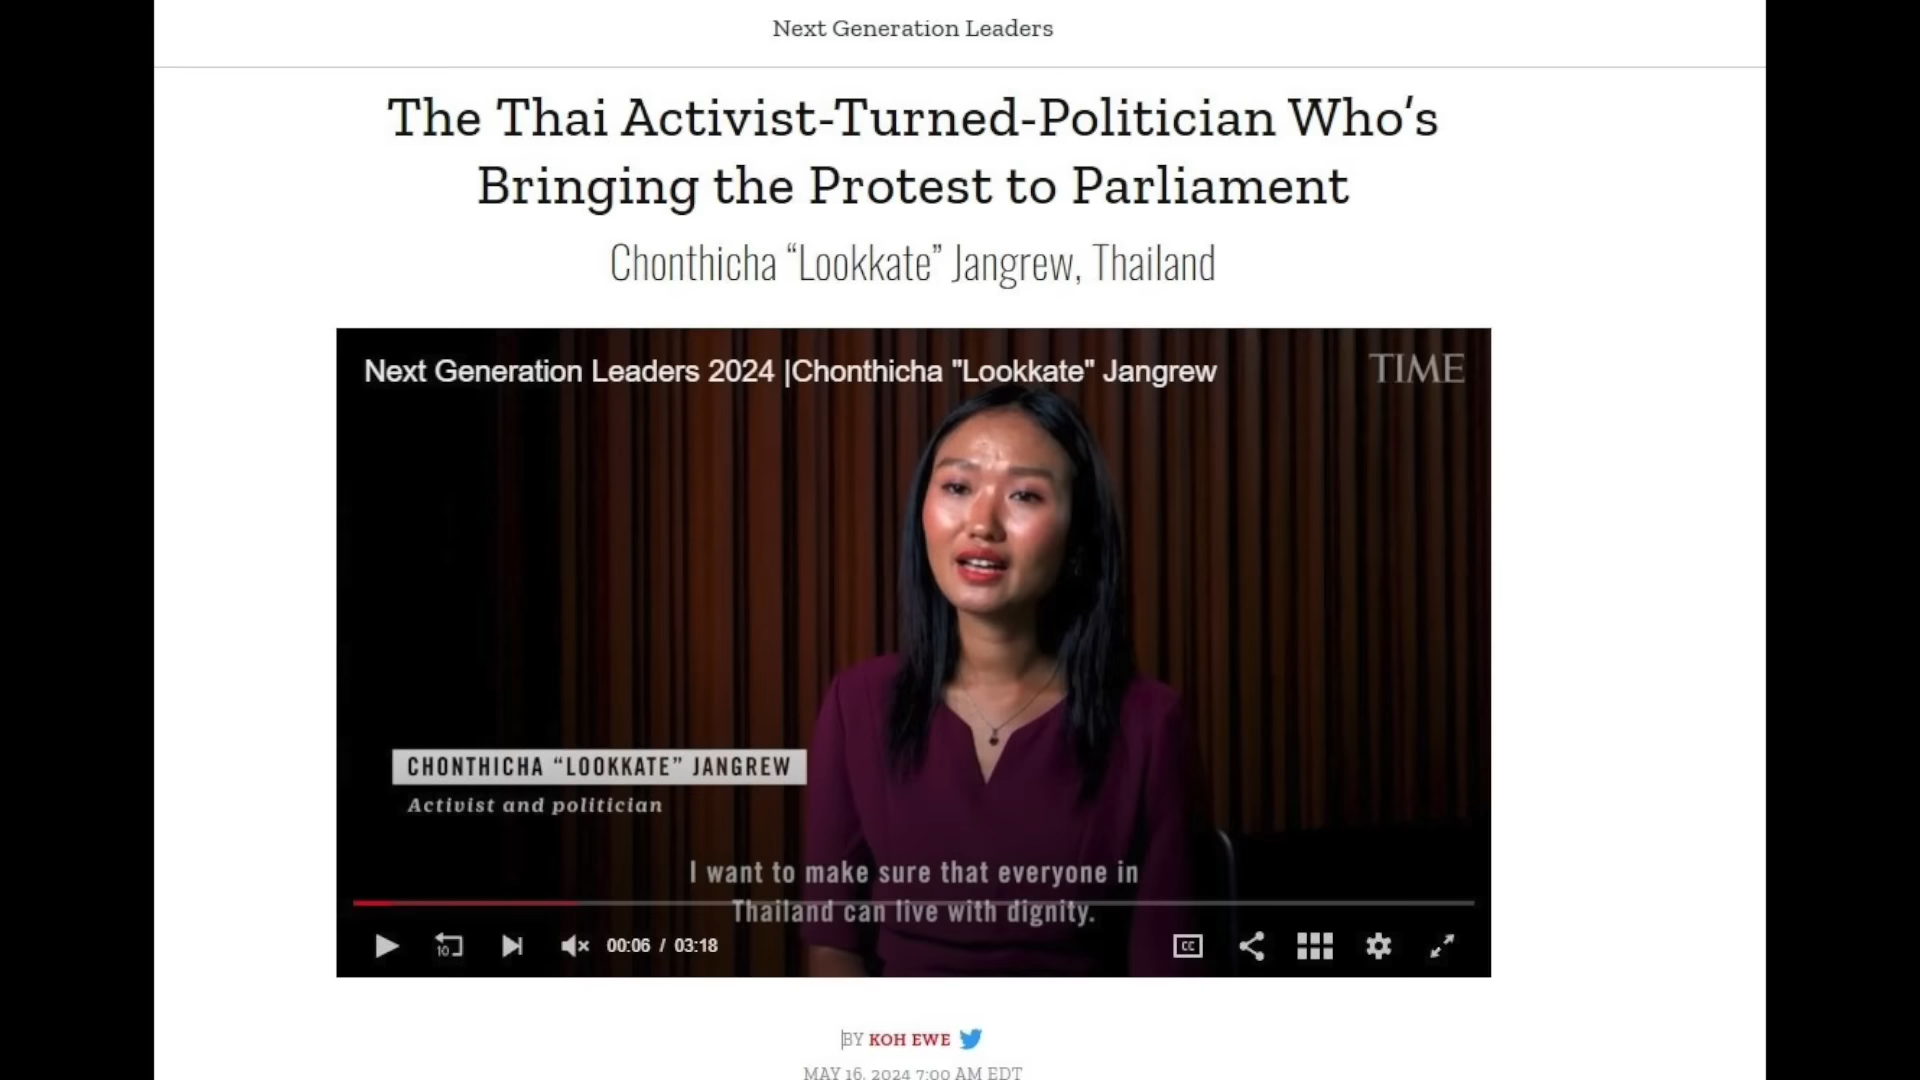 Next Generation Leaders
The Thai Activist-Turned-Politician Who’s
Bringing the Protest to Parliament
Chonthicha “Lookkate” Jangrew, Thailand
Next Generation Leaders 2024 |Chonthicha "Lookkate" Jangrew
TIME
CHONTHICHA “LOOKKATE” JANGREW
Activist and politician
I want to make sure that everyone in
Thailand can live with dignity.
10
00:06 / 03:18
CC
BY KOH EWE
MAY 16, 2024 7:00 AM EDT